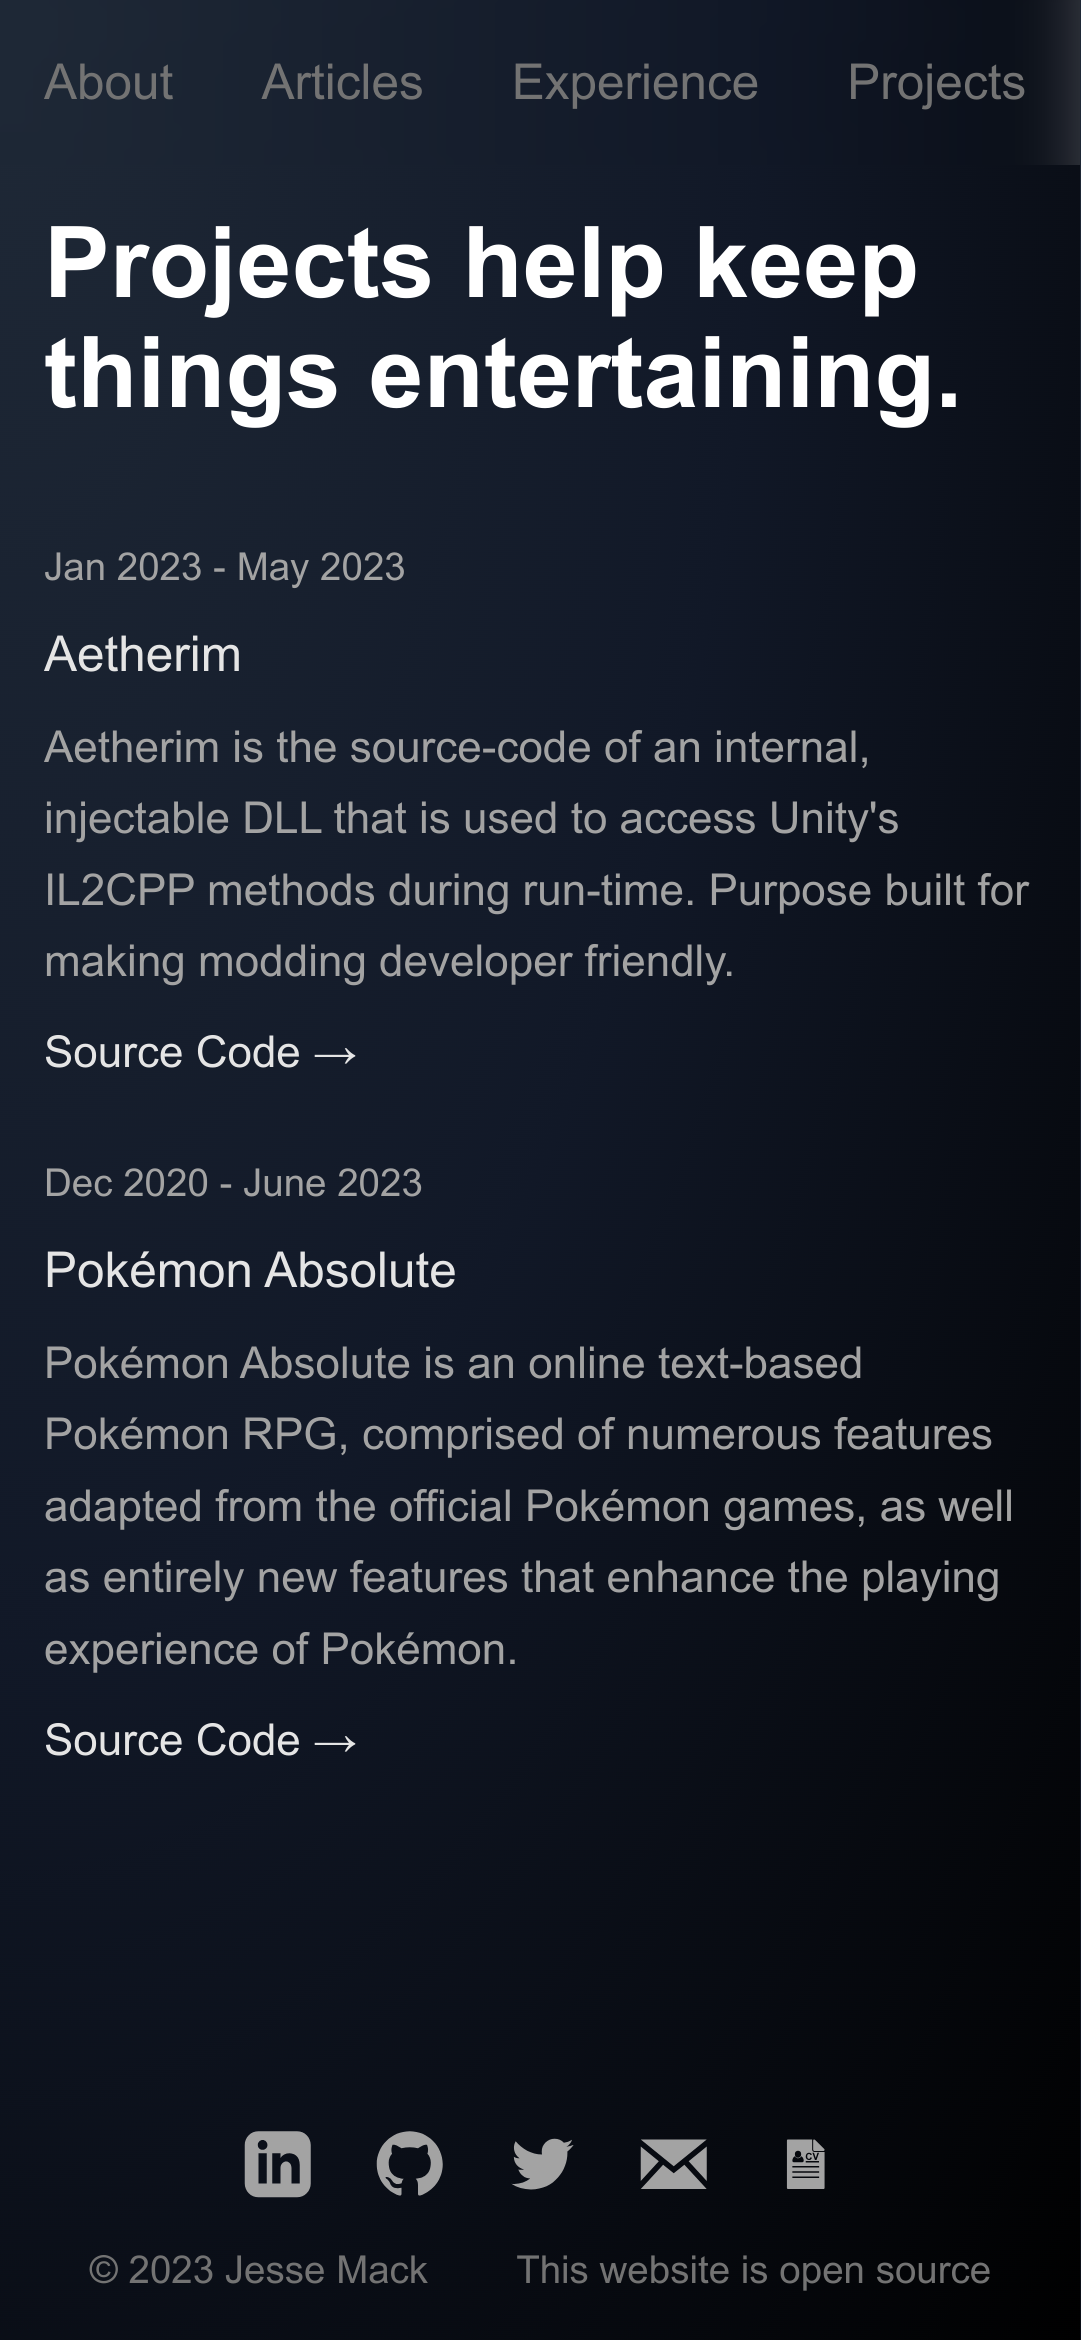 About Articles Experience Projects
Projects help keep
things entertaining.
Jan 2023 - May 2023
Aetherim
Aetherim is the source-code of an internal,
injectable DLL that is used to access Unity's
IL2CPP methods during run-time. Purpose built for
making modding developer friendly.
Source Code →
Dec 2020 - June 2023
Pokémon Absolute
Pokémon Absolute is an online text-based
Pokémon RPG, comprised of numerous features
adapted from the official Pokémon games, as well
as entirely new features that enhance the playing
experience of Pokémon.
Source Code →
in CV
© 2023 Jesse Mack This website is open source